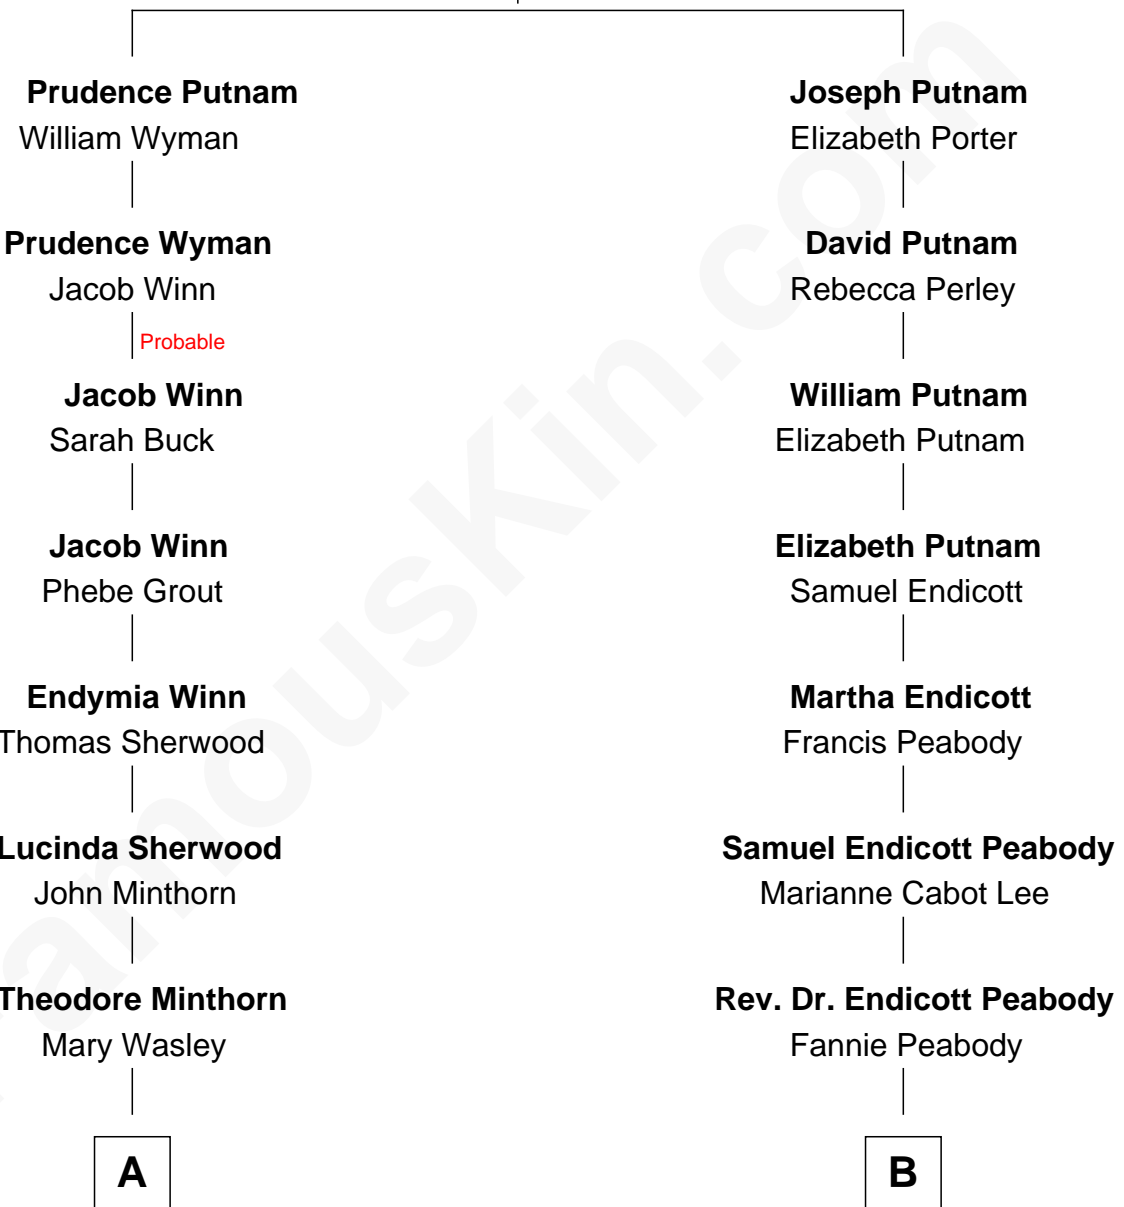 Prudence Putnam
William Wyman
Prudence Wyman
Jacob Winn
Probable
Jacob Winn
Sarah Buck
Jacob Winn
Phebe Grout
Endymia Winn
Thomas Sherwood
Lucinda Sherwood
John Minthorn
Theodore Minthorn
Mary Wasley
A
Joseph Putnam
Elizabeth Porter
David Putnam
Rebecca Perley
William Putnam
Elizabeth Putnam
Elizabeth Putnam
Samuel Endicott
Martha Endicott
Francis Peabody
Samuel Endicott Peabody
Marianne Cabot Lee
Rev. Dr. Endicott Peabody
Fannie Peabody
B
amousKin.com